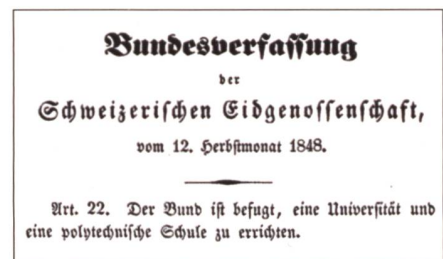 Bundesverfassung
der
Schweizerischen Eidgenossenschaft,
vom 12. Herbstmonat 1848.
Art. 22. Der Bund ist befugt, eine Universität und
eine polytechnische Schule zu errichten.